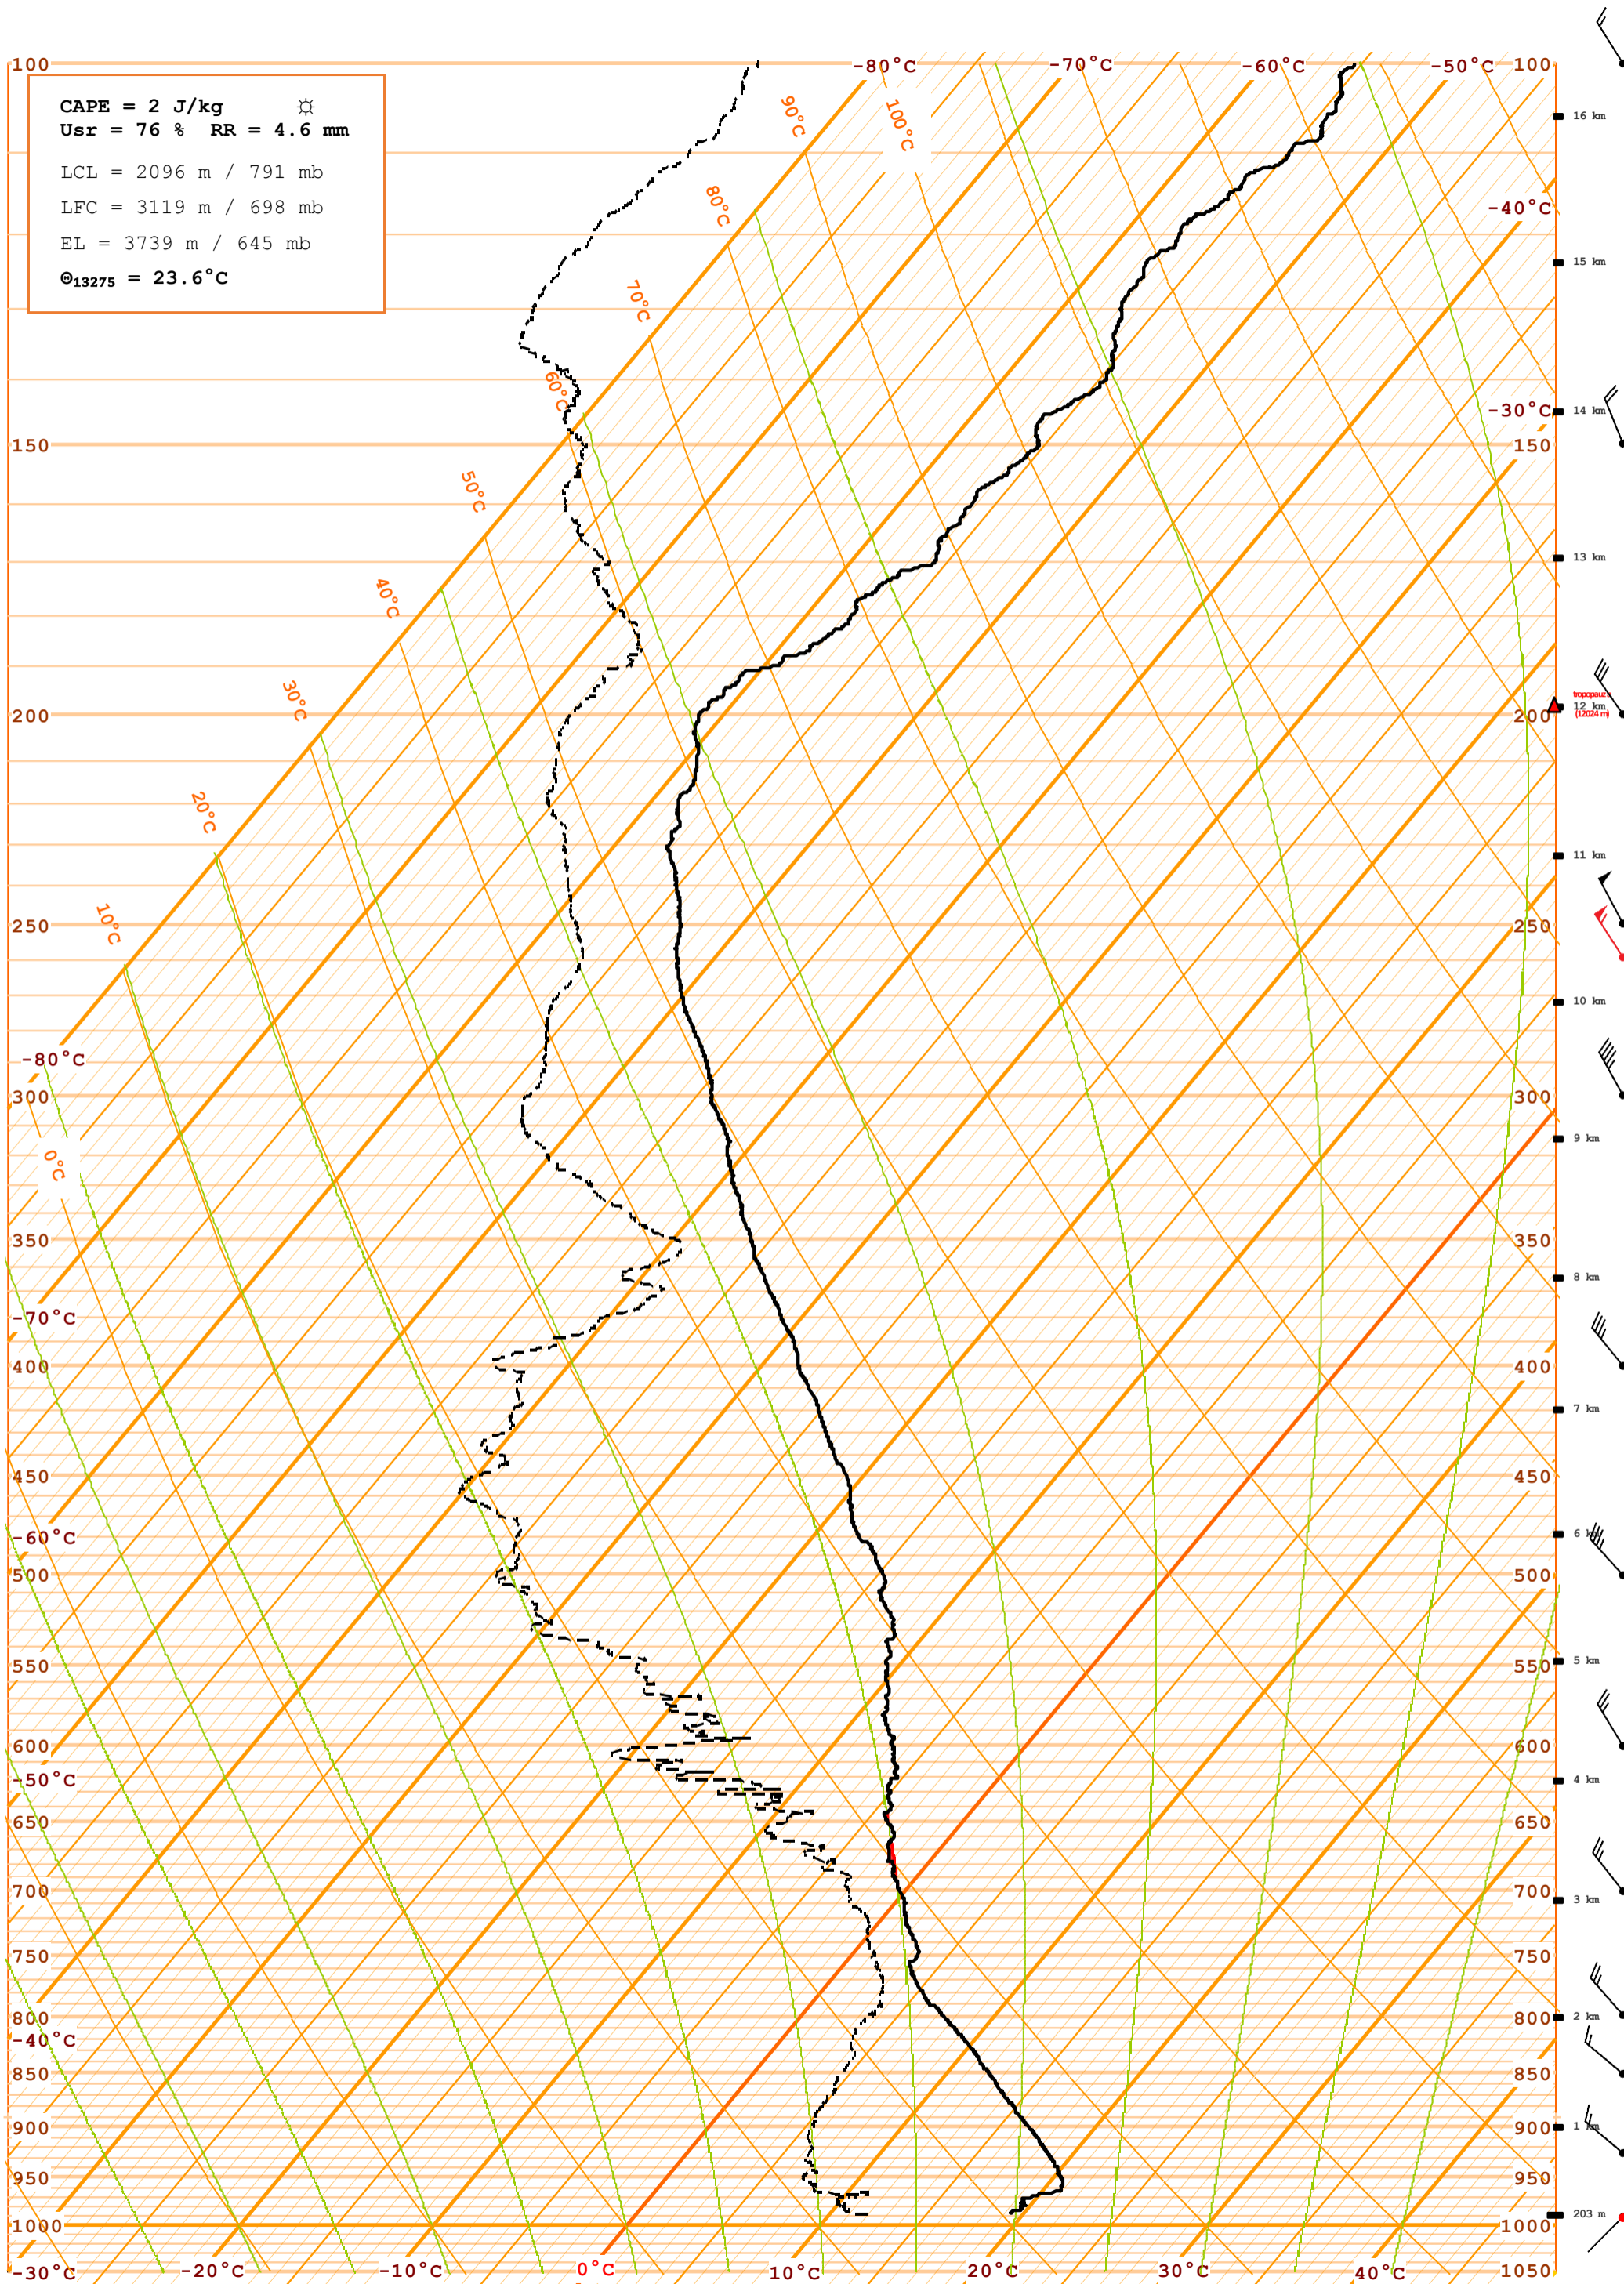 100 -80°C -70°C -60°C -50°C 100
CAPE = 2 J/kg ☼
Usr = 76 % RR = 4.6 mm
LCL = 2096 m / 791 mb
LFC = 3119 m / 698 mb
EL = 3739 m / 645 mb
Θ13275 = 23.6°C
90°C 100°C
16 km
80°C
-40°C
15 km
70°C
60°C
-30°C 14 km
150 150
50°C
13 km
40°C
30°C
tropopauza
200 200 12 km
(12024 m)
20°C
11 km
10°C
250 250
10 km
-80°C
300 300
9 km
0°C
350 350
8 km
-70°C
400 400
7 km
450 450
-60°C 6 km
500 500
550 550 5 km
600 600
-50°C 4 km
650 650
700 700 3 km
750 750
800 800 2 km
-40°C
850 850
900 900 1 km
950 950
203 m
1000 1000
-30°C -20°C -10°C 0°C 10°C 20°C 30°C 40°C 1050